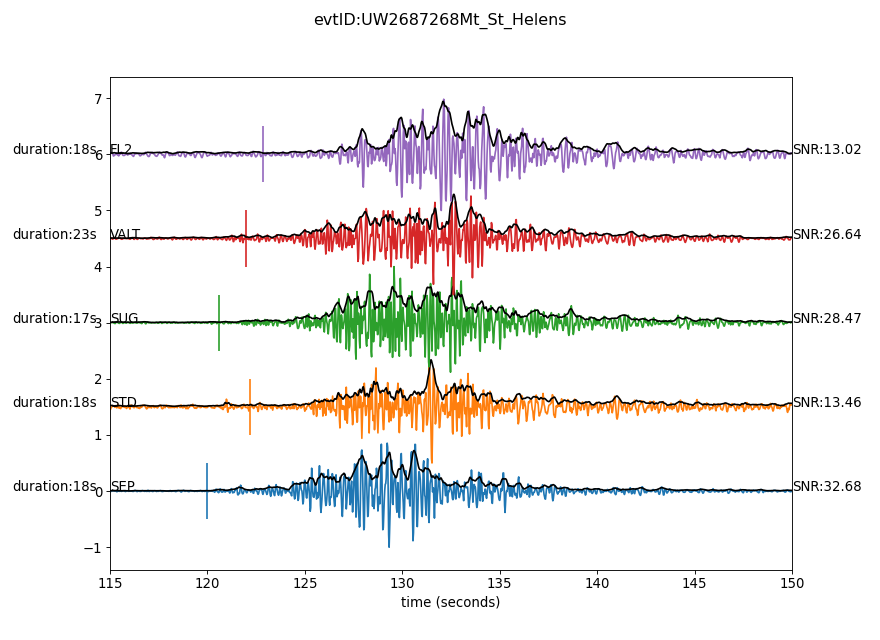 evtID:UW2687268Mt_St_Helens
7
duration:18s FL2 SNR:13.02
6
5
duration:23s VALT SNR:26.64
4
duration:17s SUG SNR:28.47
3
2
duration:18s STD SNR:13.46
1
duration:18s SEP SNR:32.68
0
−1
115 120 125 130 135 140 145 150
time (seconds)